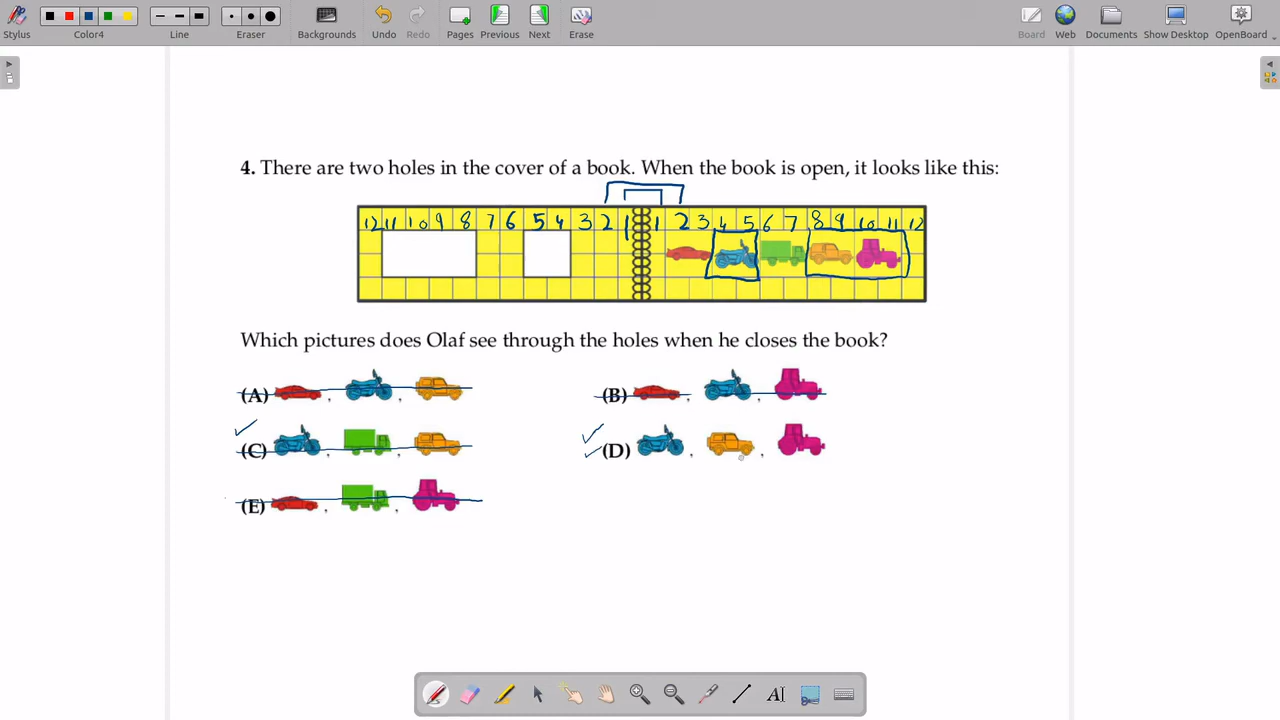 Stylus Color4 Line Eraser Backgrounds Undo Redo Pages Previous Next Erase Board Web Documents Show Desktop OpenBoard
4. There are two holes in the cover of a book. When the book is open, it looks like this:
12 11 10 9 8 7 6 5 4 3 2 1 1 2 3 4 5 6 7 8 9 10 11 12
Which pictures does Olaf see through the holes when he closes the book?
(A) , , (B) , ,
(C) , , (D) , ,
(E) , ,
AI